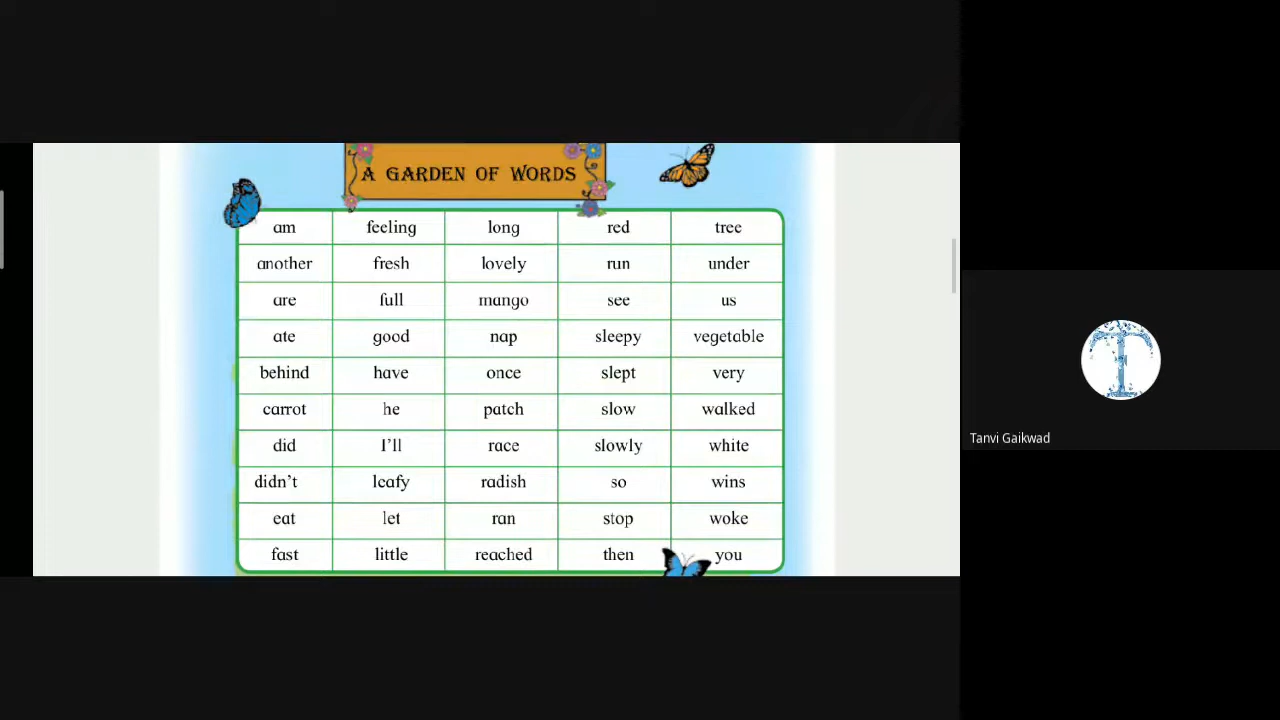 A GARDEN OF WORDS
am feeling long red tree
another fresh lovely run under
are full mango see us
ate good nap sleepy vegetable
behind have once slept very
carrot he patch slow walked
did I'll race slowly white
didn't leafy radish so wins
eat let ran stop woke
fast little reached then you
Tanvi Gaikwad